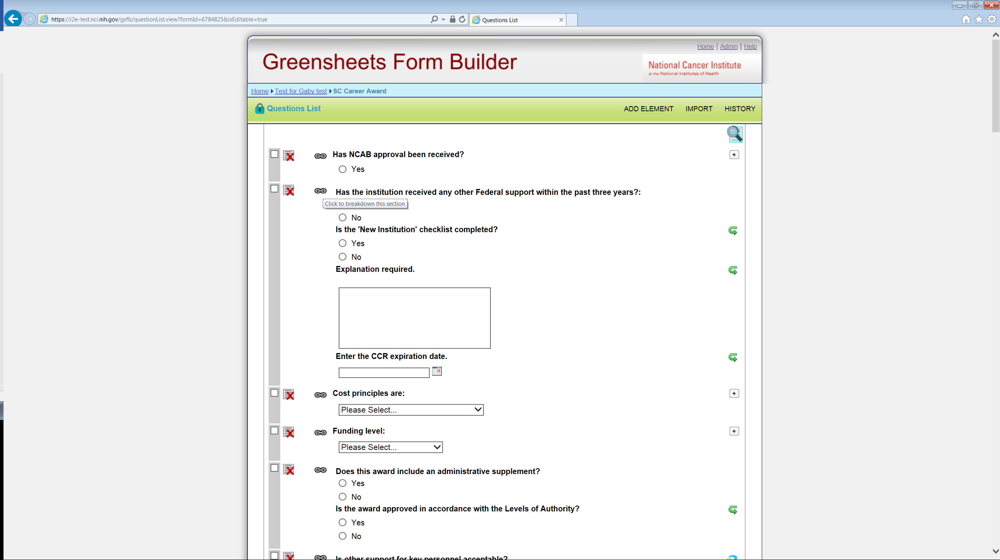 https://i2e-test.nci.nih.gov/gsfb/questionList.view?formId=6784825&isEditable=true
Questions List
Home | Admin | Help
Greensheets Form Builder
National Cancer Institute
at the National Institutes of Health
Home Test for Gaby test SC Career Award
Questions List
ADD ELEMENT IMPORT HISTORY
Has NCAB approval been received?
Yes
Has the institution received any other Federal support within the past three years?:
Click to breakdown this section
No
Is the 'New Institution' checklist completed?
Yes
No
Explanation required.
Enter the CCR expiration date.
Cost principles are:
Please Select...
Funding level:
Please Select...
Does this award include an administrative supplement?
Yes
No
Is the award approved in accordance with the Levels of Authority?
Yes
No
Is other support for key personnel acceptable?